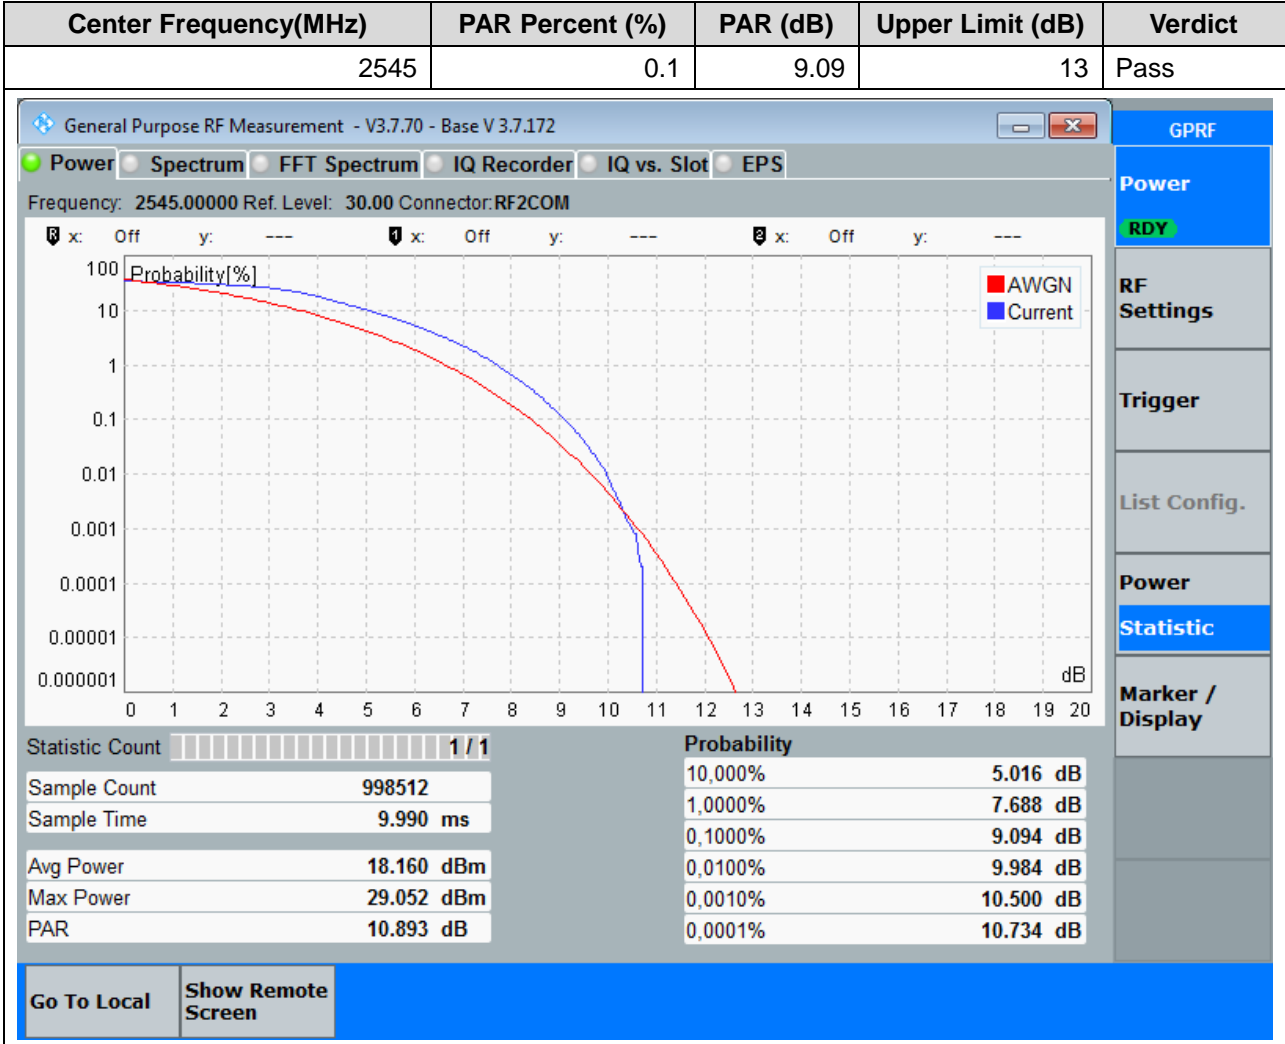 Center Frequency(MHz) PAR Percent (%) PAR (dB) Upper Limit (dB) Verdict
2545 0.1 9.09 13 Pass
General Purpose RF Measurement - V3.7.70 - Base V 3.7.172
GPRF
Power Spectrum FFT Spectrum IQ Recorder IQ vs. Slot EPS
Frequency: 2545.00000 Ref. Level: 30.00 Connector: RF2COM
R x: Off y: --- 1 x: Off y: --- 2 x: Off y: ---
Probability[%]
AWGN
Current
100
10
1
0.1
0.01
0.001
0.0001
0.00001
0.000001
dB
0 1 2 3 4 5 6 7 8 9 10 11 12 13 14 15 16 17 18 19 20
Statistic Count 1 / 1
Sample Count 998512
Sample Time 9.990 ms
Avg Power 18.160 dBm
Max Power 29.052 dBm
PAR 10.893 dB
Probability
10,000% 5.016 dB
1,0000% 7.688 dB
0,1000% 9.094 dB
0,0100% 9.984 dB
0,0010% 10.500 dB
0,0001% 10.734 dB
Power
RDY
RF
Settings
Trigger
List Config.
Power
Statistic
Marker /
Display
Go To Local
Show Remote
Screen